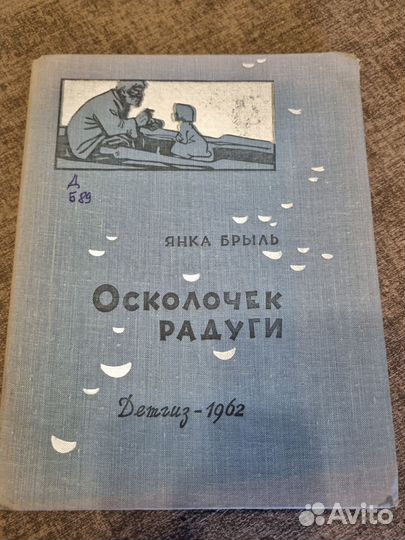 Д
Б89
ЯНКА БРЫЛЬ
ОСКОЛОЧЕК
РАДУГИ
Детгиз – 1962
Avito